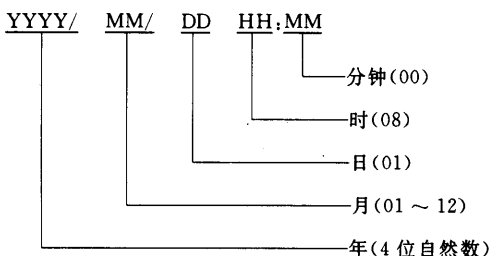 YYYY/ MM/ DD HH:MM
分钟(00)
时(08)
日(01)
月(01 ～ 12)
年(4 位自然数)